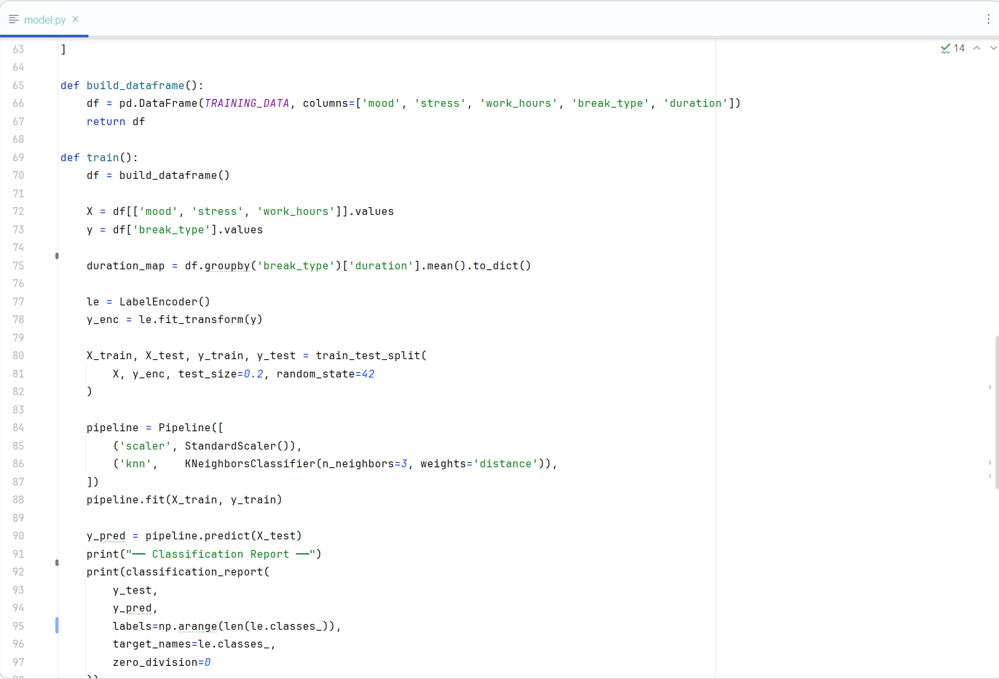 model.py
14
63 ]
64
65 def build_dataframe():
66     df = pd.DataFrame(TRAINING_DATA, columns=['mood', 'stress', 'work_hours', 'break_type', 'duration'])
67     return df
68
69 def train():
70     df = build_dataframe()
71
72     X = df[['mood', 'stress', 'work_hours']].values
73     y = df['break_type'].values
74
75     duration_map = df.groupby('break_type')['duration'].mean().to_dict()
76
77     le = LabelEncoder()
78     y_enc = le.fit_transform(y)
79
80     X_train, X_test, y_train, y_test = train_test_split(
81         X, y_enc, test_size=0.2, random_state=42
82     )
83
84     pipeline = Pipeline([
85         ('scaler', StandardScaler()),
86         ('knn',    KNeighborsClassifier(n_neighbors=3, weights='distance')),
87     ])
88     pipeline.fit(X_train, y_train)
89
90     y_pred = pipeline.predict(X_test)
91     print("── Classification Report ──")
92     print(classification_report(
93         y_test,
94         y_pred,
95         labels=np.arange(len(le.classes_)),
96         target_names=le.classes_,
97         zero_division=0
98     ))